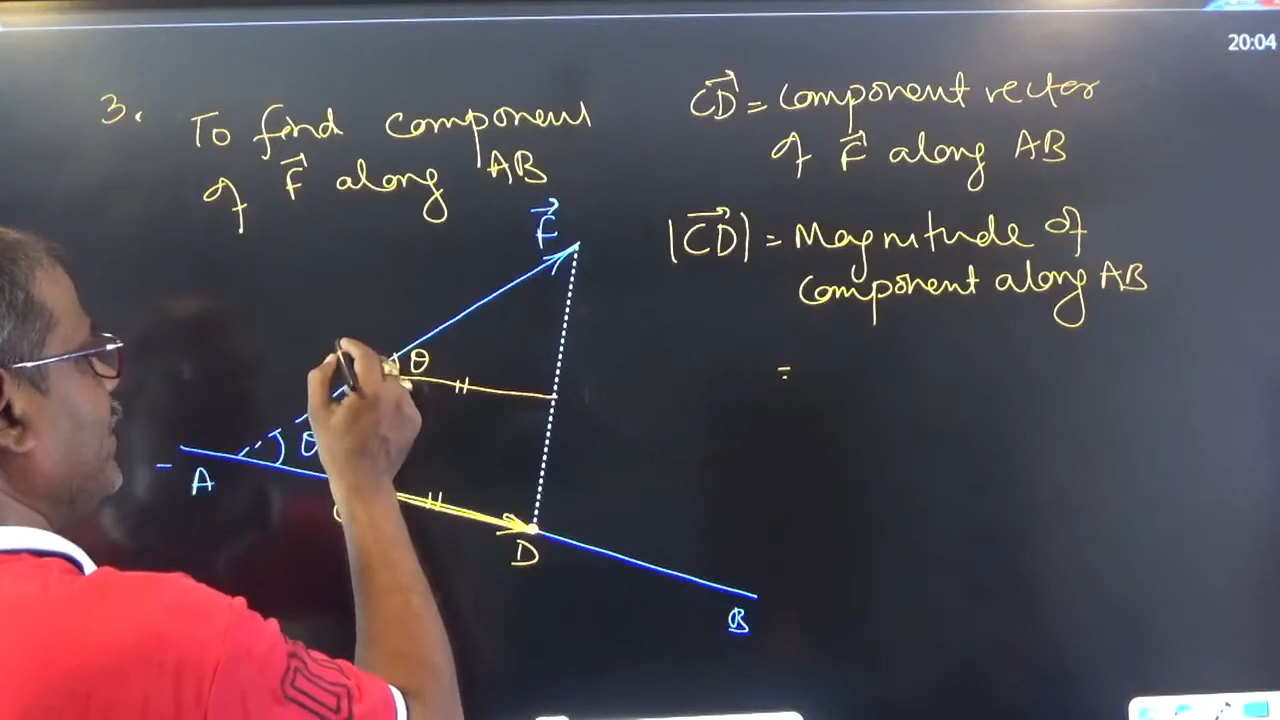 20:04
3. To find component
of F⃗ along AB
CD⃗ = component vector
of F⃗ along AB
|CD⃗| = Magnitude of
component along AB
=
F⃗
θ
θ
A
D
B